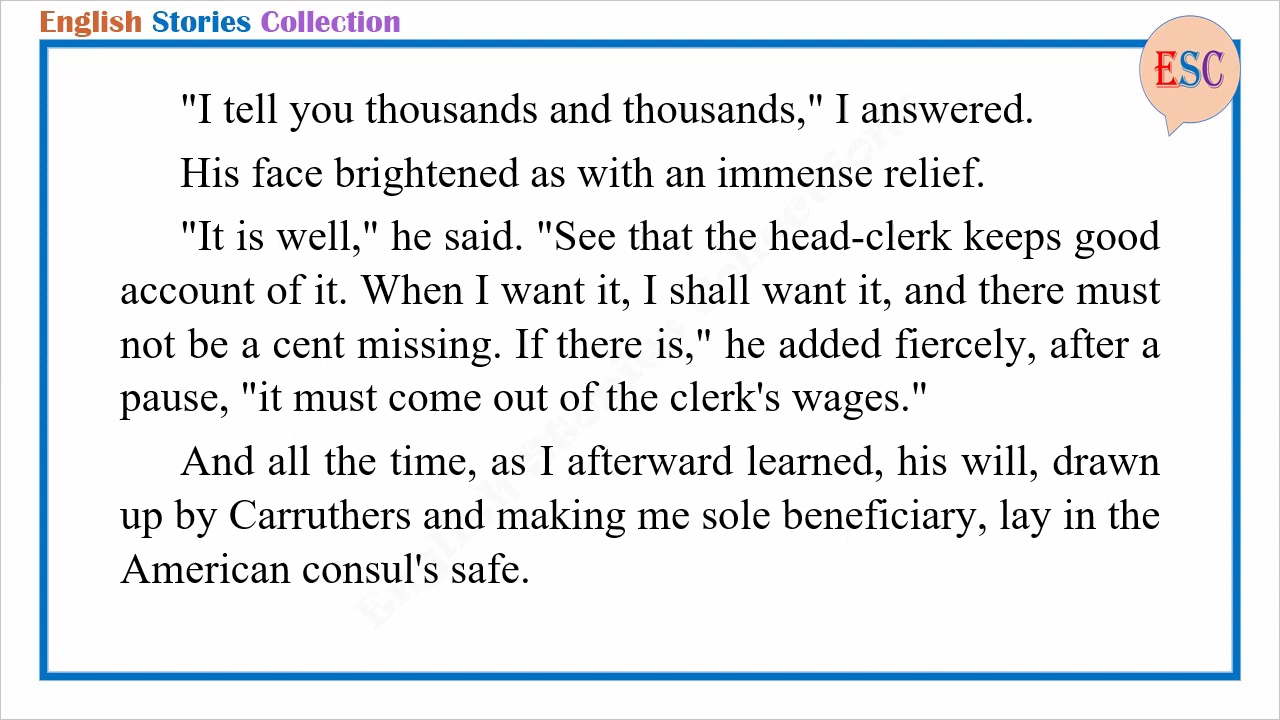 English Stories Collection
ESC
"I tell you thousands and thousands," I answered.
His face brightened as with an immense relief.
"It is well," he said. "See that the head-clerk keeps good
account of it. When I want it, I shall want it, and there must
not be a cent missing. If there is," he added fiercely, after a
pause, "it must come out of the clerk's wages."
And all the time, as I afterward learned, his will, drawn
up by Carruthers and making me sole beneficiary, lay in the
American consul's safe.